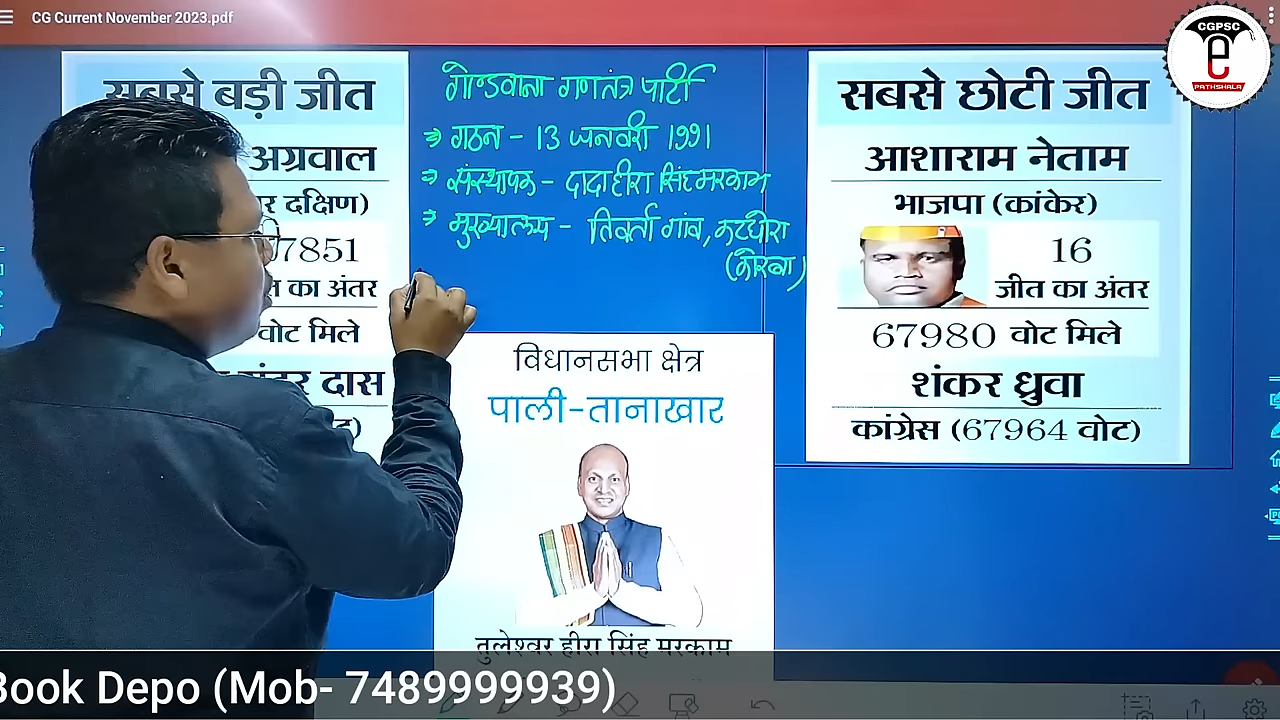 CG Current November 2023.pdf
CGPSC
e
PATHSHALA
सबसे बड़ी जीत
अग्रवाल
दक्षिण)
7851
का अंतर
वोट मिले
दास
गोण्डवाना गणतंत्र पार्टी
⇒ गठन - 13 जनवरी 1991
⇒ संस्थापक - दादा हीरा सिंह मरकाम
⇒ मुख्यालय - तिवर्ता गांव, कटघोरा
(कोरबा)
विधानसभा क्षेत्र
पाली-तानाखार
तुलेश्वर हीरा सिंह मरकाम
सबसे छोटी जीत
आशाराम नेताम
भाजपा (कांकेर)
16
जीत का अंतर
67980 वोट मिले
शंकर ध्रुवा
कांग्रेस (67964 वोट)
Book Depo (Mob- 7489999939)